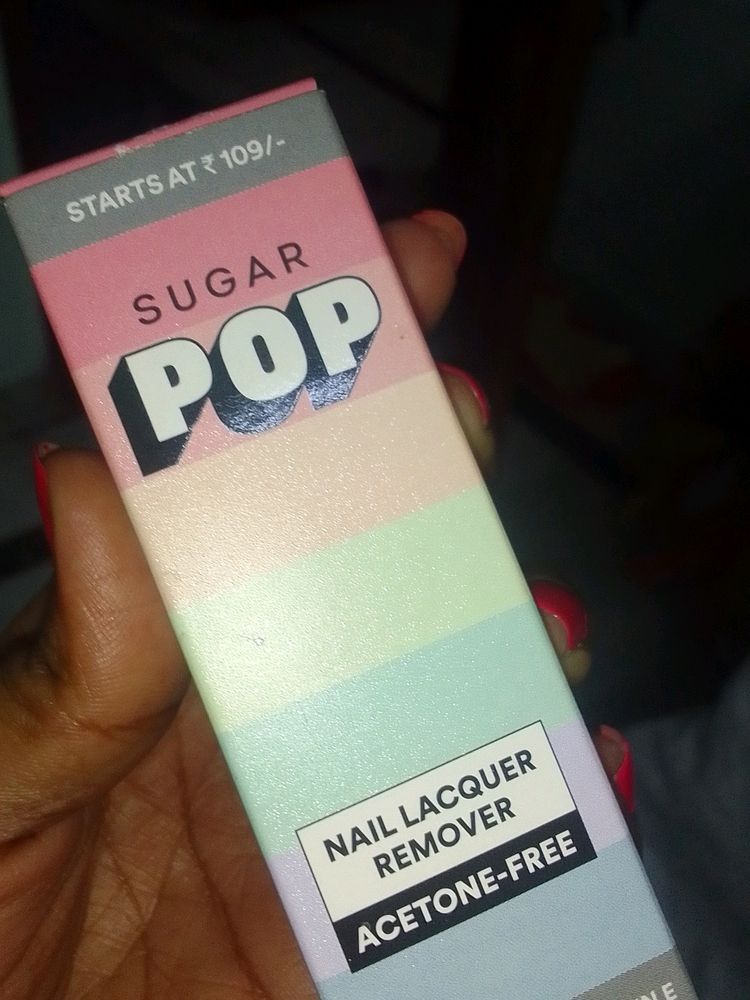 STARTS AT ₹ 109/-
SUGAR
POP
NAIL LACQUER
REMOVER
ACETONE-FREE